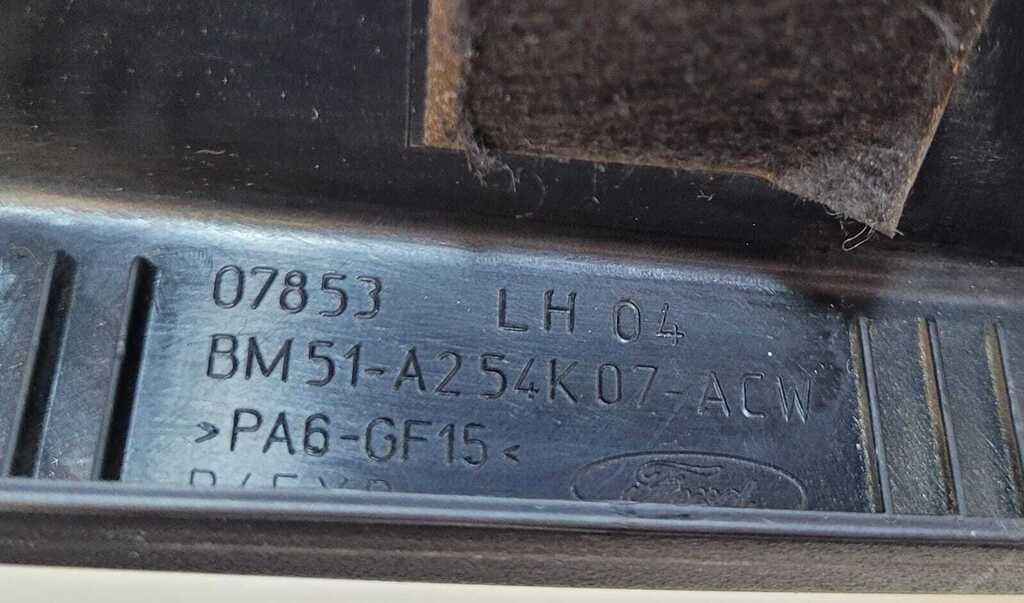 07853 LH 04
BM51-A254K07-ACW
>PA6-GF15<
Ford